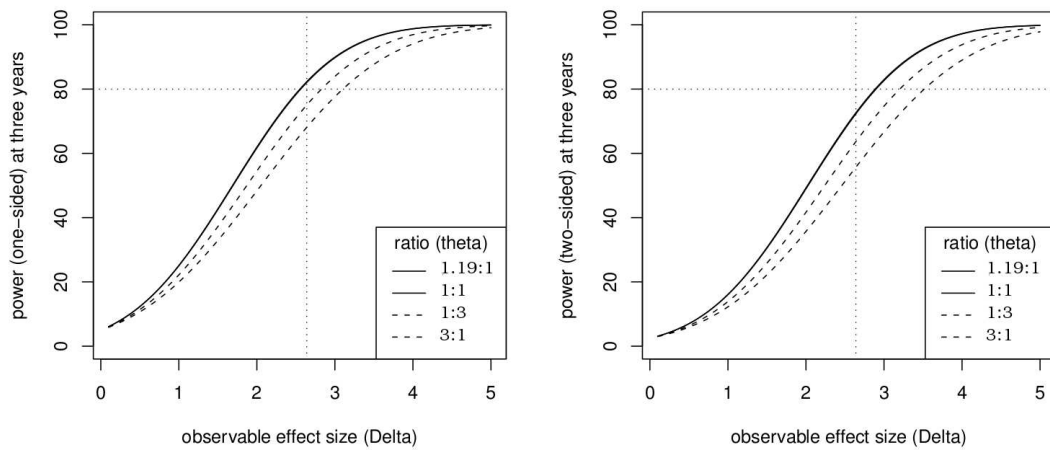 power (one−sided) at three years
100
80
60
40
20
0
ratio (theta)
1.19:1
1:1
1:3
3:1
0 1 2 3 4 5
observable effect size (Delta)
power (two−sided) at three years
100
80
60
40
20
0
ratio (theta)
1.19:1
1:1
1:3
3:1
0 1 2 3 4 5
observable effect size (Delta)